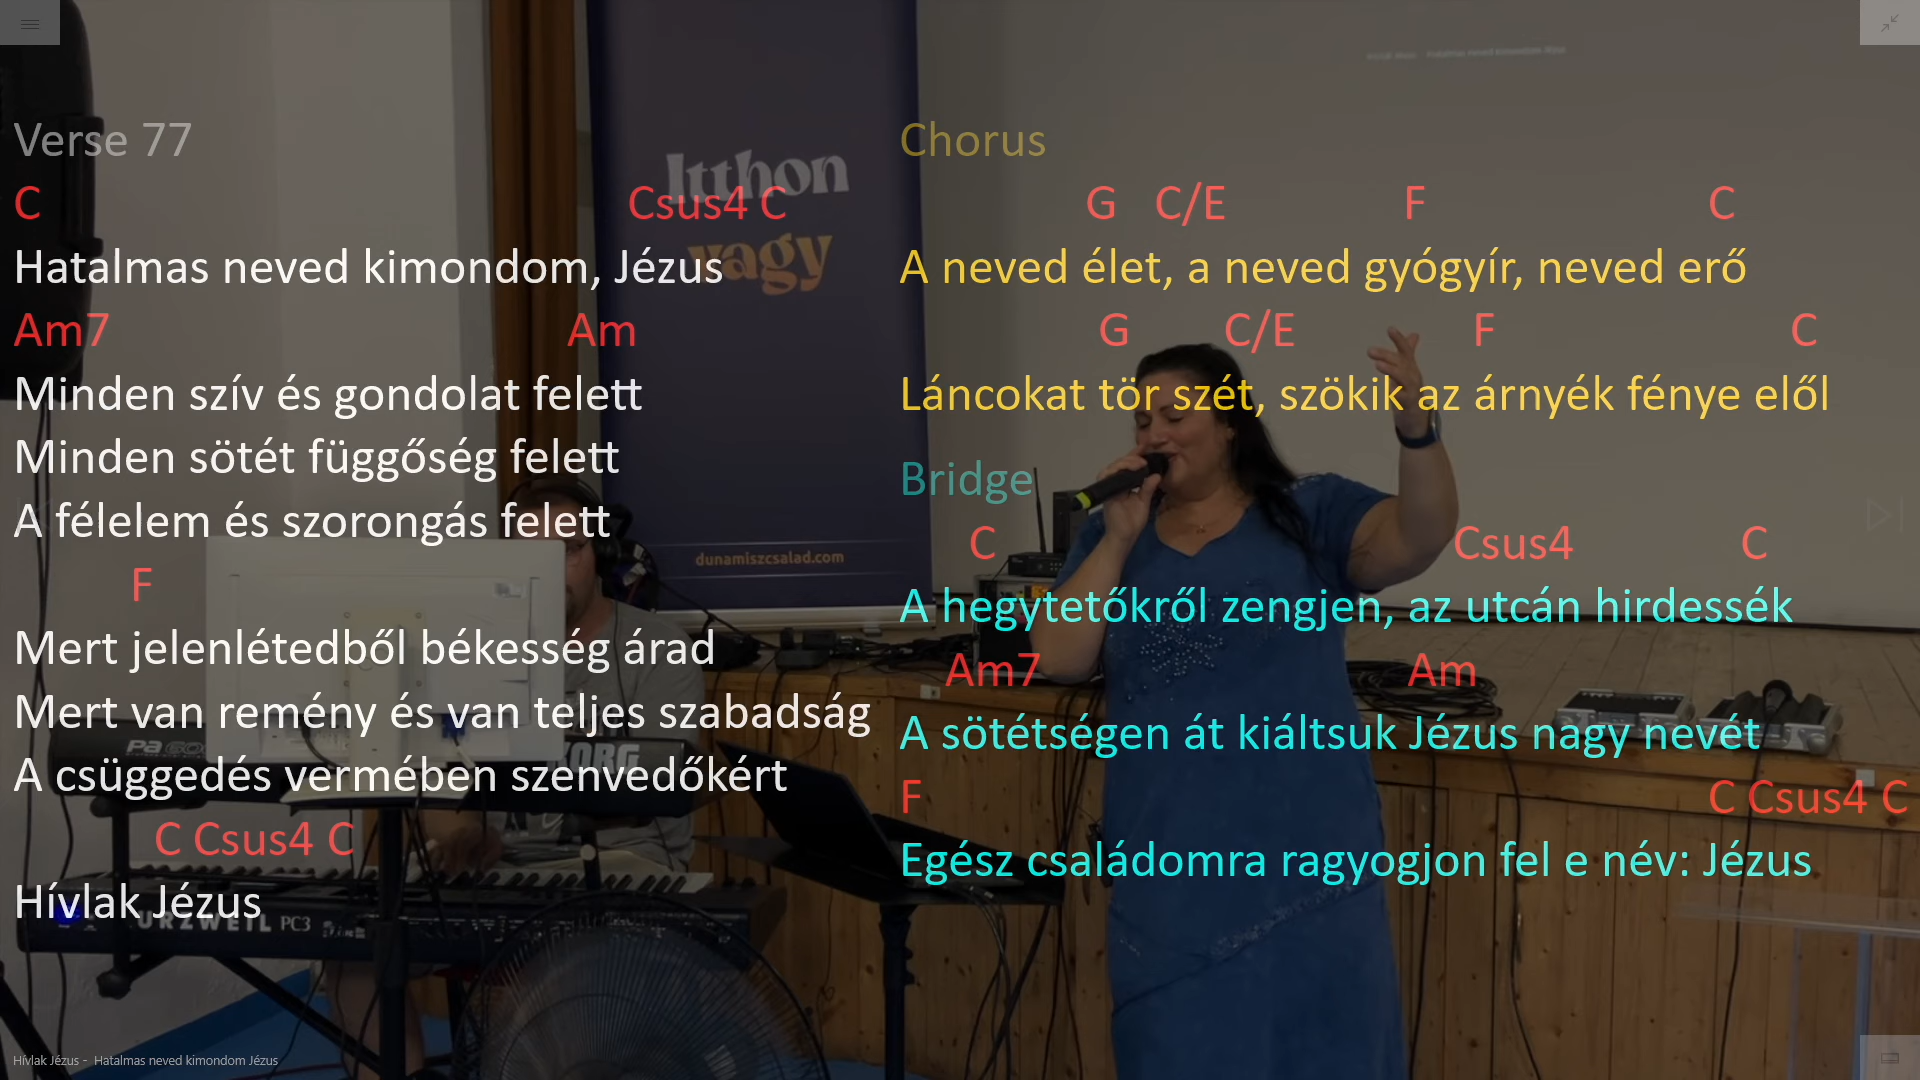 Verse 77
C Csus4 C
Hatalmas neved kimondom, Jézus
Am7 Am
Minden szív és gondolat felett
Minden sötét függőség felett
A félelem és szorongás felett
F
Mert jelenlétedből békesség árad
Mert van remény és van teljes szabadság
A csüggedés vermében szenvedőkért
C Csus4 C
Hívlak Jézus
Chorus
G C/E F C
A neved élet, a neved gyógyír, neved erő
G C/E F C
Láncokat tör szét, szökik az árnyék fénye elől
Bridge
C Csus4 C
A hegytetőkről zengjen, az utcán hirdessék
Am7 Am
A sötétségen át kiáltsuk Jézus nagy nevét
F C Csus4 C
Egész családomra ragyogjon fel e név: Jézus
Itthon
vagy
dunamiszcsalad.com
KORG
KURZWEIL PC3
Hívlak Jézus - Hatalmas neved kimondom Jézus